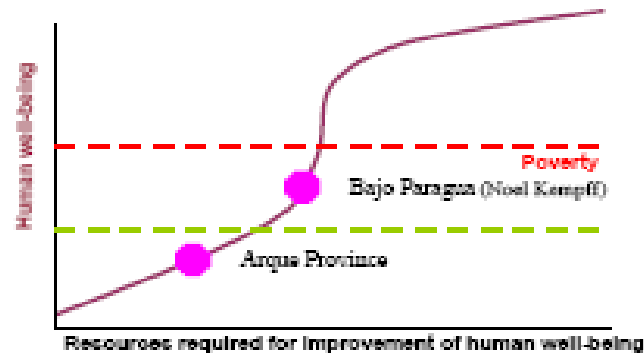 Human well-being
Poverty
Bajo Paragua (Noel Kempff)
Arque Province
Resources required for improvement of human well-being